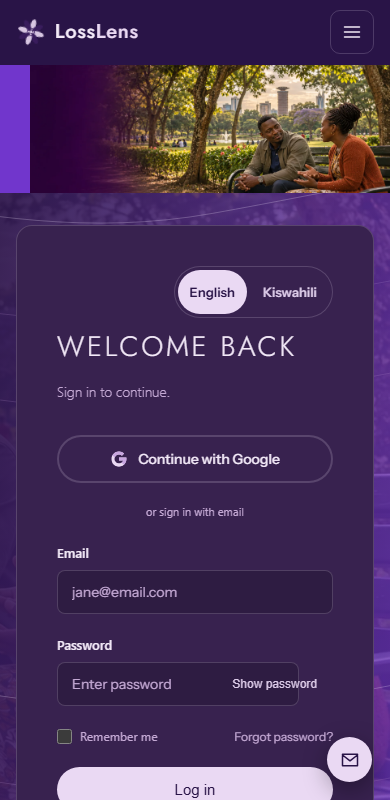 LossLens
English Kiswahili
WELCOME BACK
Sign in to continue.
Continue with Google
or sign in with email
Email
jane@email.com
Password
Enter password Show password
Remember me Forgot password?
Log in